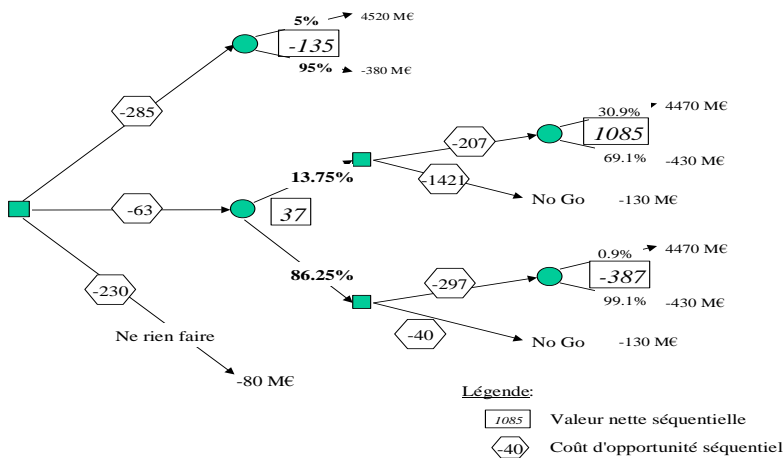 5% 4520 M€
-135
95% -380 M€
-285
30.9% 4470 M€
-207 1085
69.1% -430 M€
13.75% -1421
No Go -130 M€
-63 37
86.25%
0.9% 4470 M€
-297 -387
99.1% -430 M€
-230
-40 No Go -130 M€
Ne rien faire
-80 M€
Légende:
1085 Valeur nette séquentielle
-40 Coût d'opportunité séquentiel